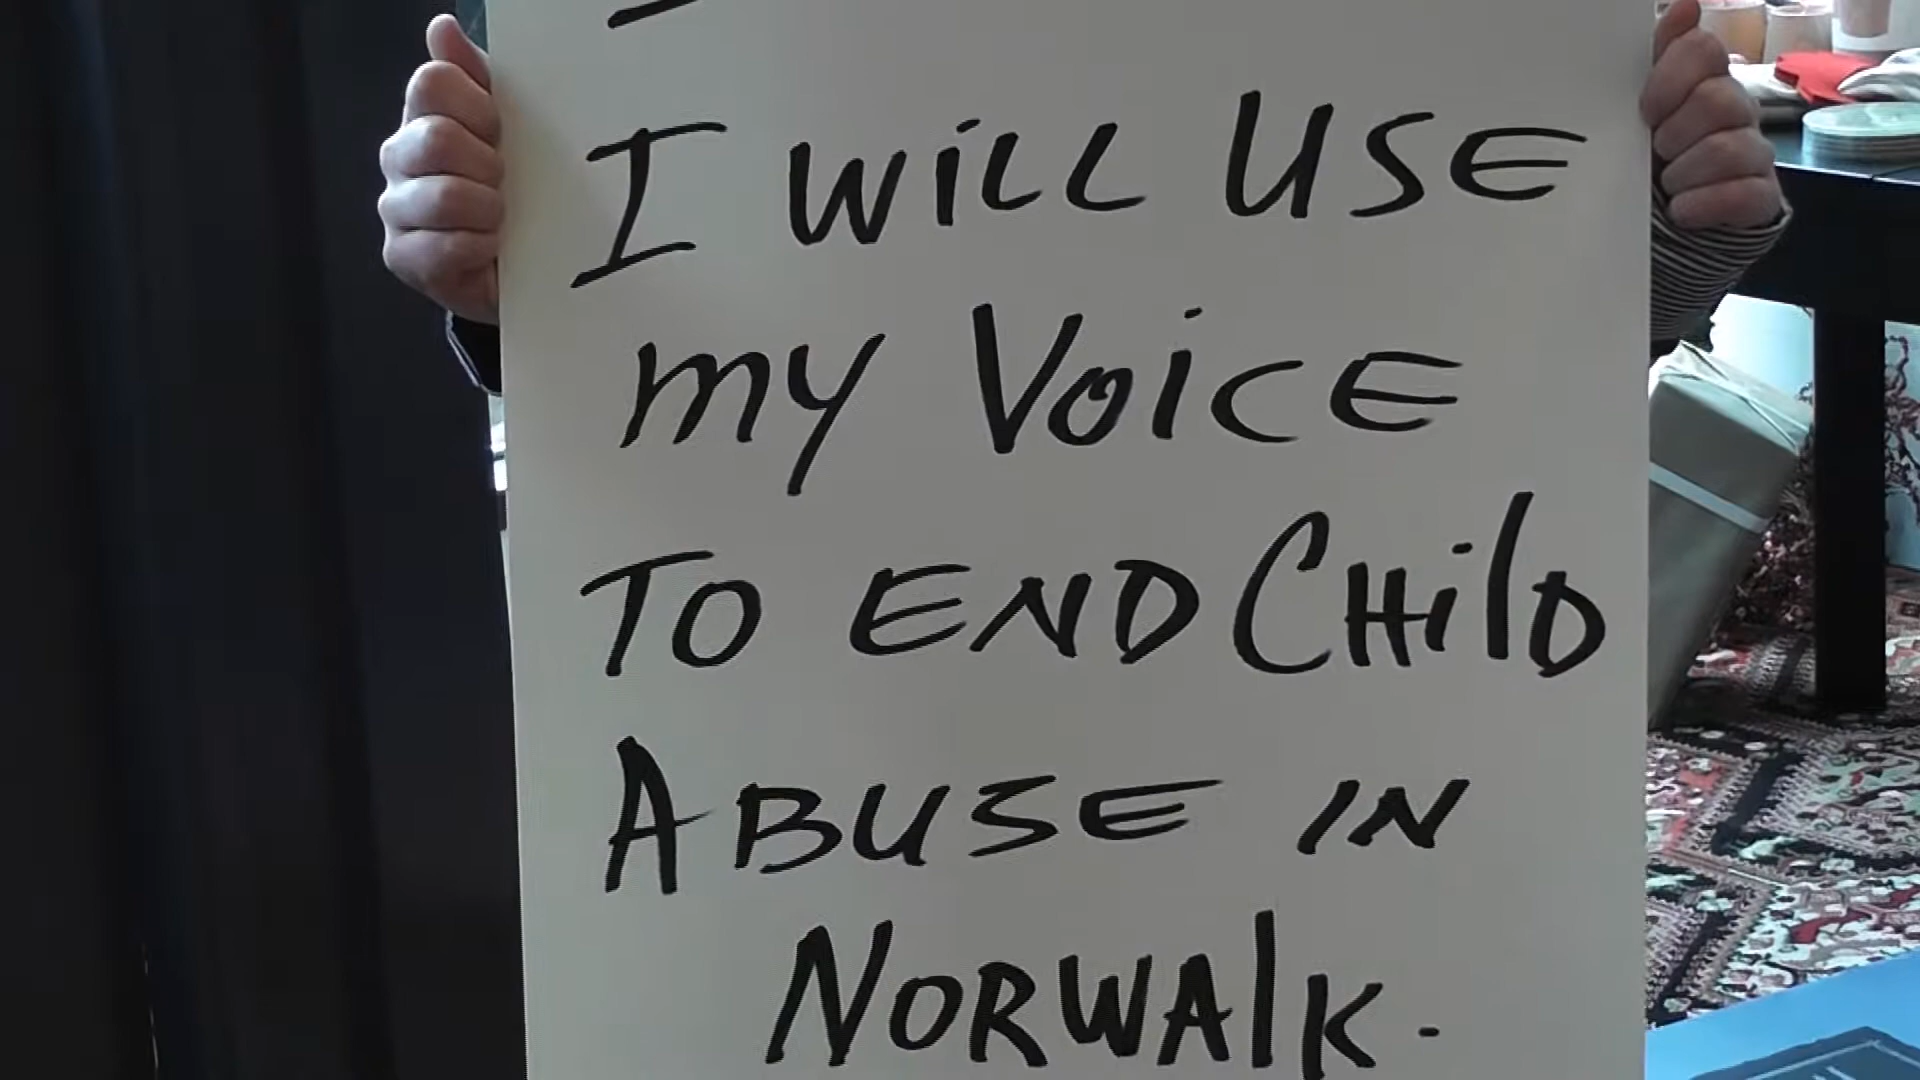 I WiLL USE
my VoiCE
TO END CHilD
ABUSE IN
NORWAlK.